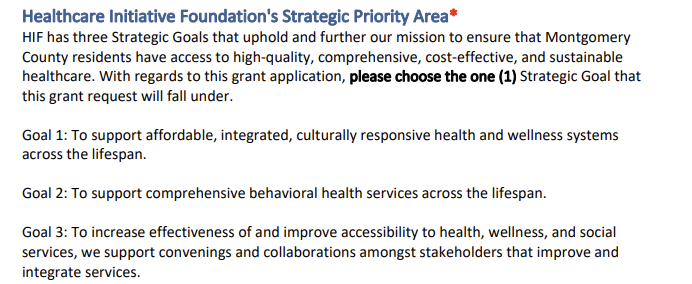 Healthcare Initiative Foundation's Strategic Priority Area*
HIF has three Strategic Goals that uphold and further our mission to ensure that Montgomery
County residents have access to high-quality, comprehensive, cost-effective, and sustainable
healthcare. With regards to this grant application, please choose the one (1) Strategic Goal that
this grant request will fall under.
Goal 1: To support affordable, integrated, culturally responsive health and wellness systems
across the lifespan.
Goal 2: To support comprehensive behavioral health services across the lifespan.
Goal 3: To increase effectiveness of and improve accessibility to health, wellness, and social
services, we support convenings and collaborations amongst stakeholders that improve and
integrate services.